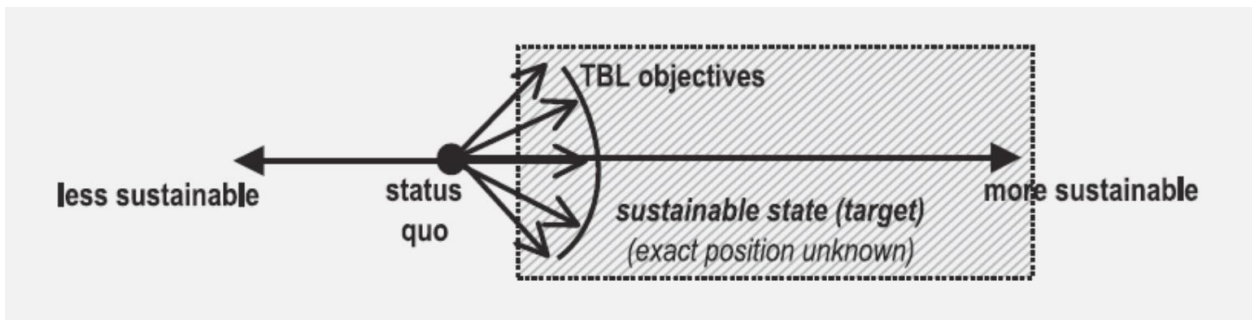 TBL objectives
less sustainable
status
quo
more sustainable
sustainable state (target)
(exact position unknown)